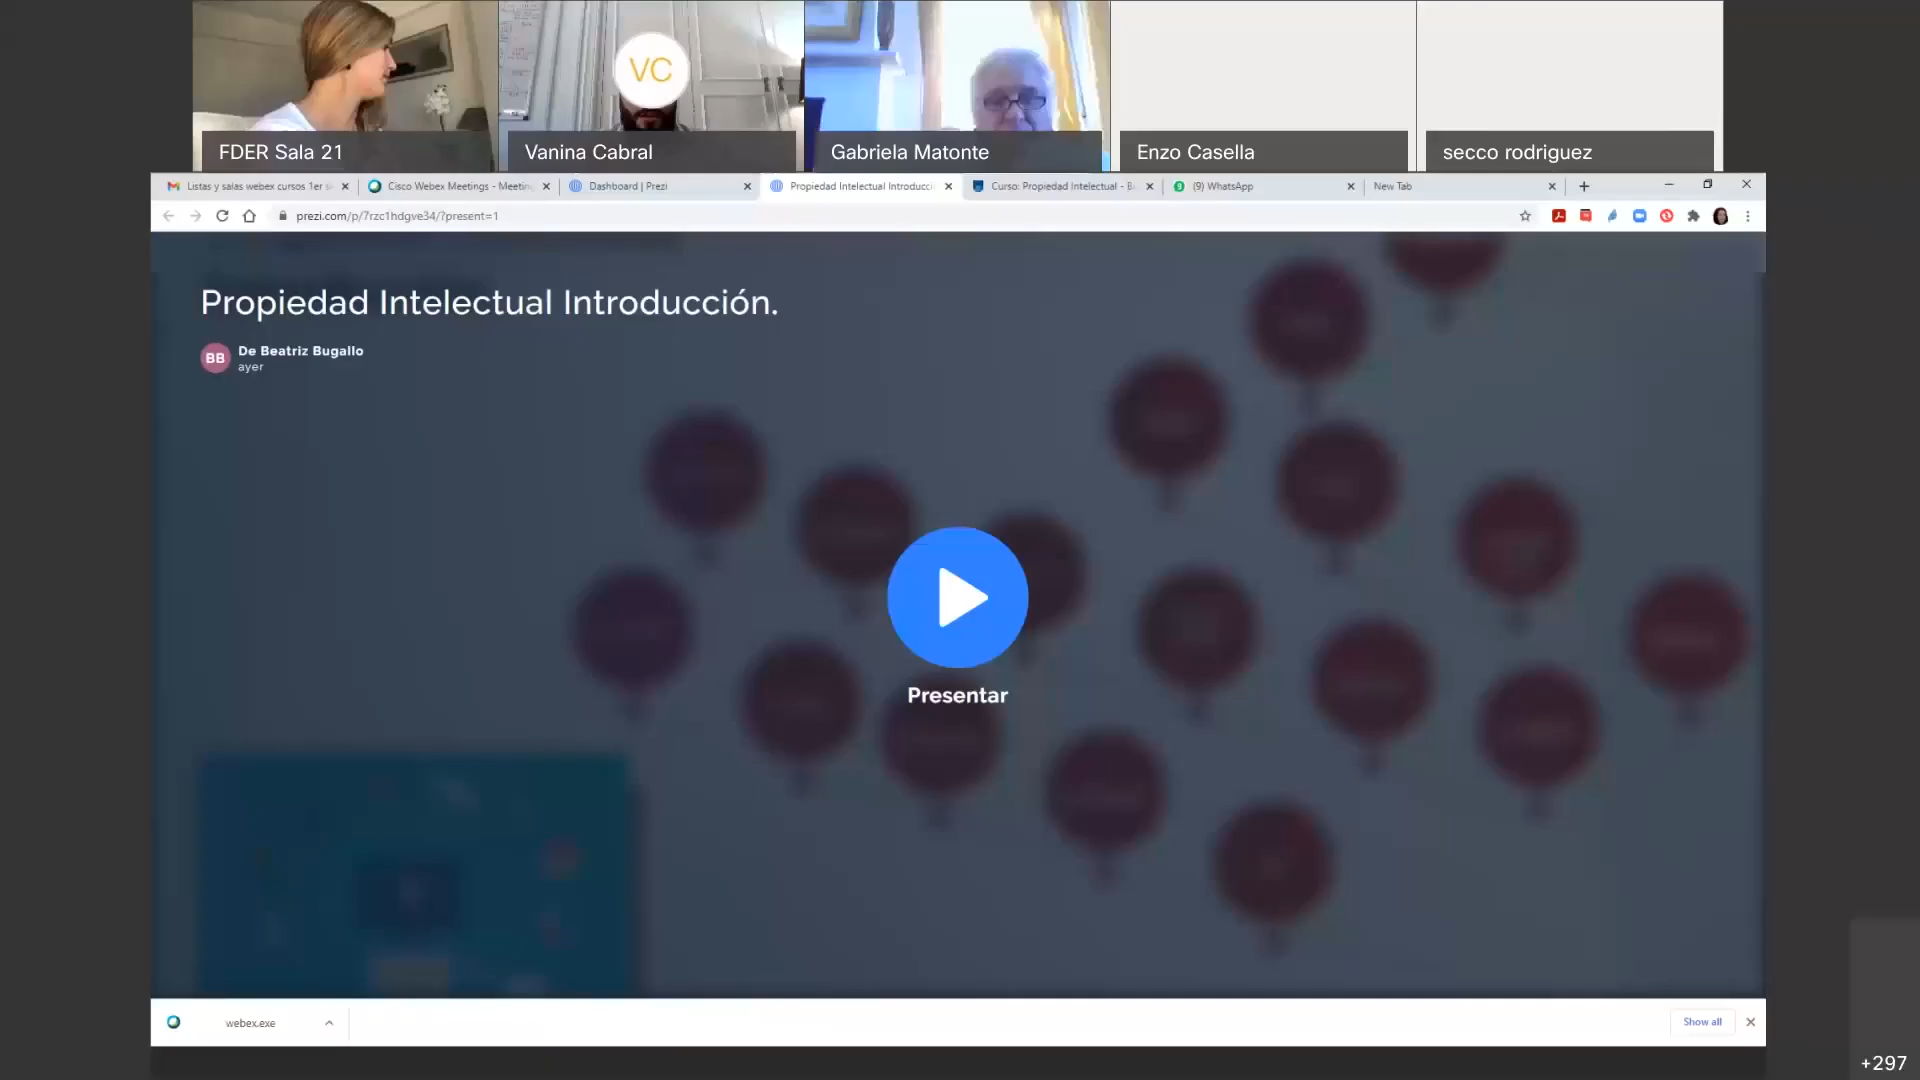 VC
FDER Sala 21
Vanina Cabral
Gabriela Matonte
Enzo Casella
secco rodriguez
Listas y salas webex cursos 1er s
Cisco Webex Meetings - Meetin
Dashboard | Prezi
Propiedad Intelectual Introducci
Curso: Propiedad Intelectual - B
(9) WhatsApp
New Tab
prezi.com/p/7rzc1hdgve34/?present=1
Propiedad Intelectual Introducción.
BB
De Beatriz Bugallo
ayer
Presentar
webex.exe
Show all
+297